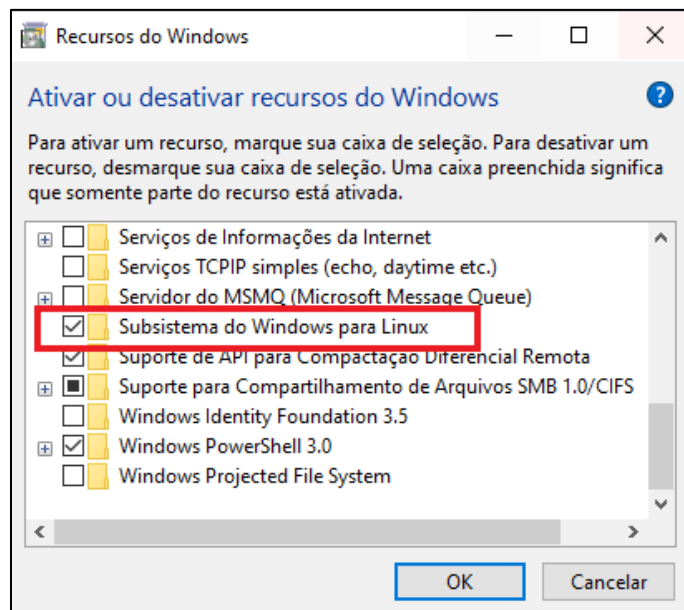 Recursos do Windows
Ativar ou desativar recursos do Windows
?
Para ativar um recurso, marque sua caixa de seleção. Para desativar um
recurso, desmarque sua caixa de seleção. Uma caixa preenchida significa
que somente parte do recurso está ativada.
Serviços de Informações da Internet
Serviços TCPIP simples (echo, daytime etc.)
Servidor do MSMQ (Microsoft Message Queue)
Subsistema do Windows para Linux
Suporte de API para Compactação Diferencial Remota
Suporte para Compartilhamento de Arquivos SMB 1.0/CIFS
Windows Identity Foundation 3.5
Windows PowerShell 3.0
Windows Projected File System
OK Cancelar